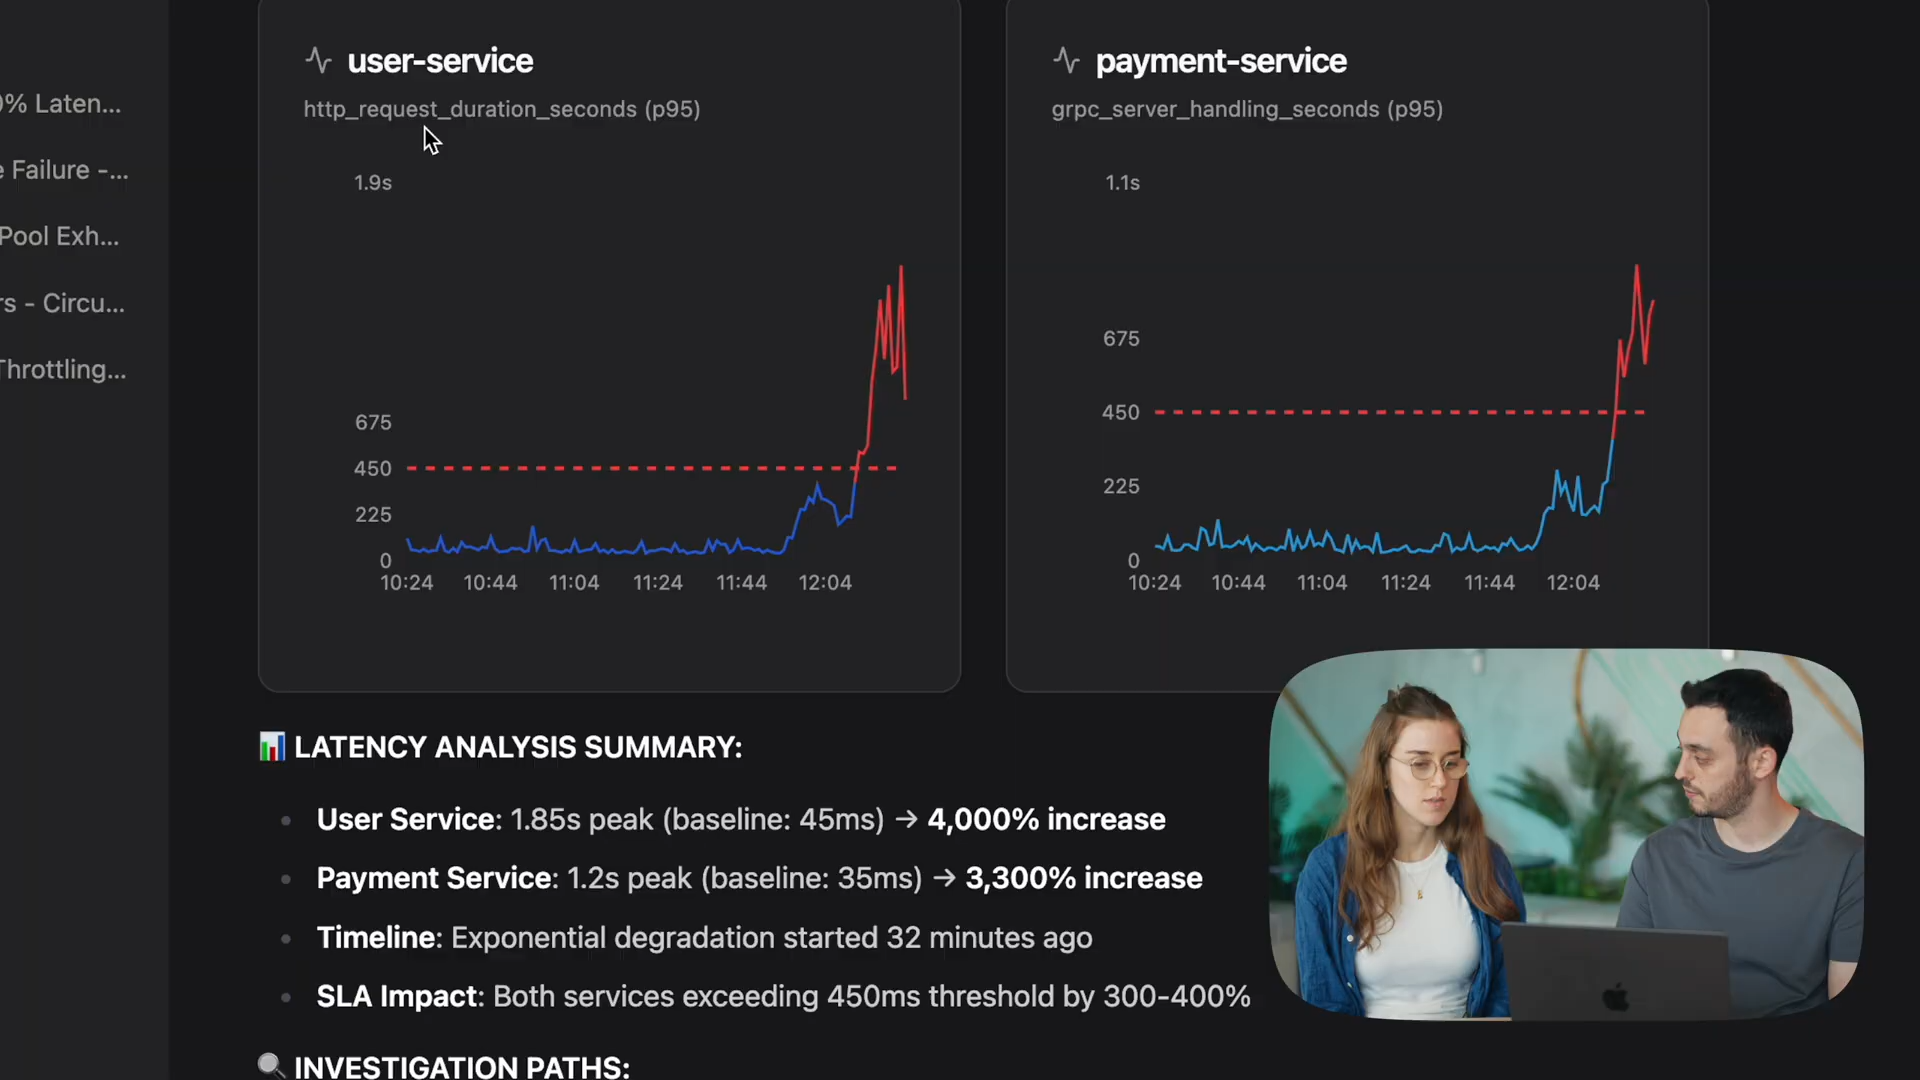 0% Laten...
e Failure -...
Pool Exh...
rs - Circu...
Throttling...
user-service
http_request_duration_seconds (p95)
1.9s
675
450
225
0
10:24 10:44 11:04 11:24 11:44 12:04
payment-service
grpc_server_handling_seconds (p95)
1.1s
675
450
225
0
10:24 10:44 11:04 11:24 11:44 12:04
📊 LATENCY ANALYSIS SUMMARY:
• User Service: 1.85s peak (baseline: 45ms) → 4,000% increase
• Payment Service: 1.2s peak (baseline: 35ms) → 3,300% increase
• Timeline: Exponential degradation started 32 minutes ago
• SLA Impact: Both services exceeding 450ms threshold by 300-400%
🔍 INVESTIGATION PATHS: